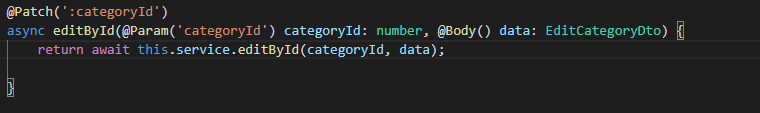 @Patch(':categoryId')
async editById(@Param('categoryId') categoryId: number, @Body() data: EditCategoryDto) {
    return await this.service.editById(categoryId, data);
}